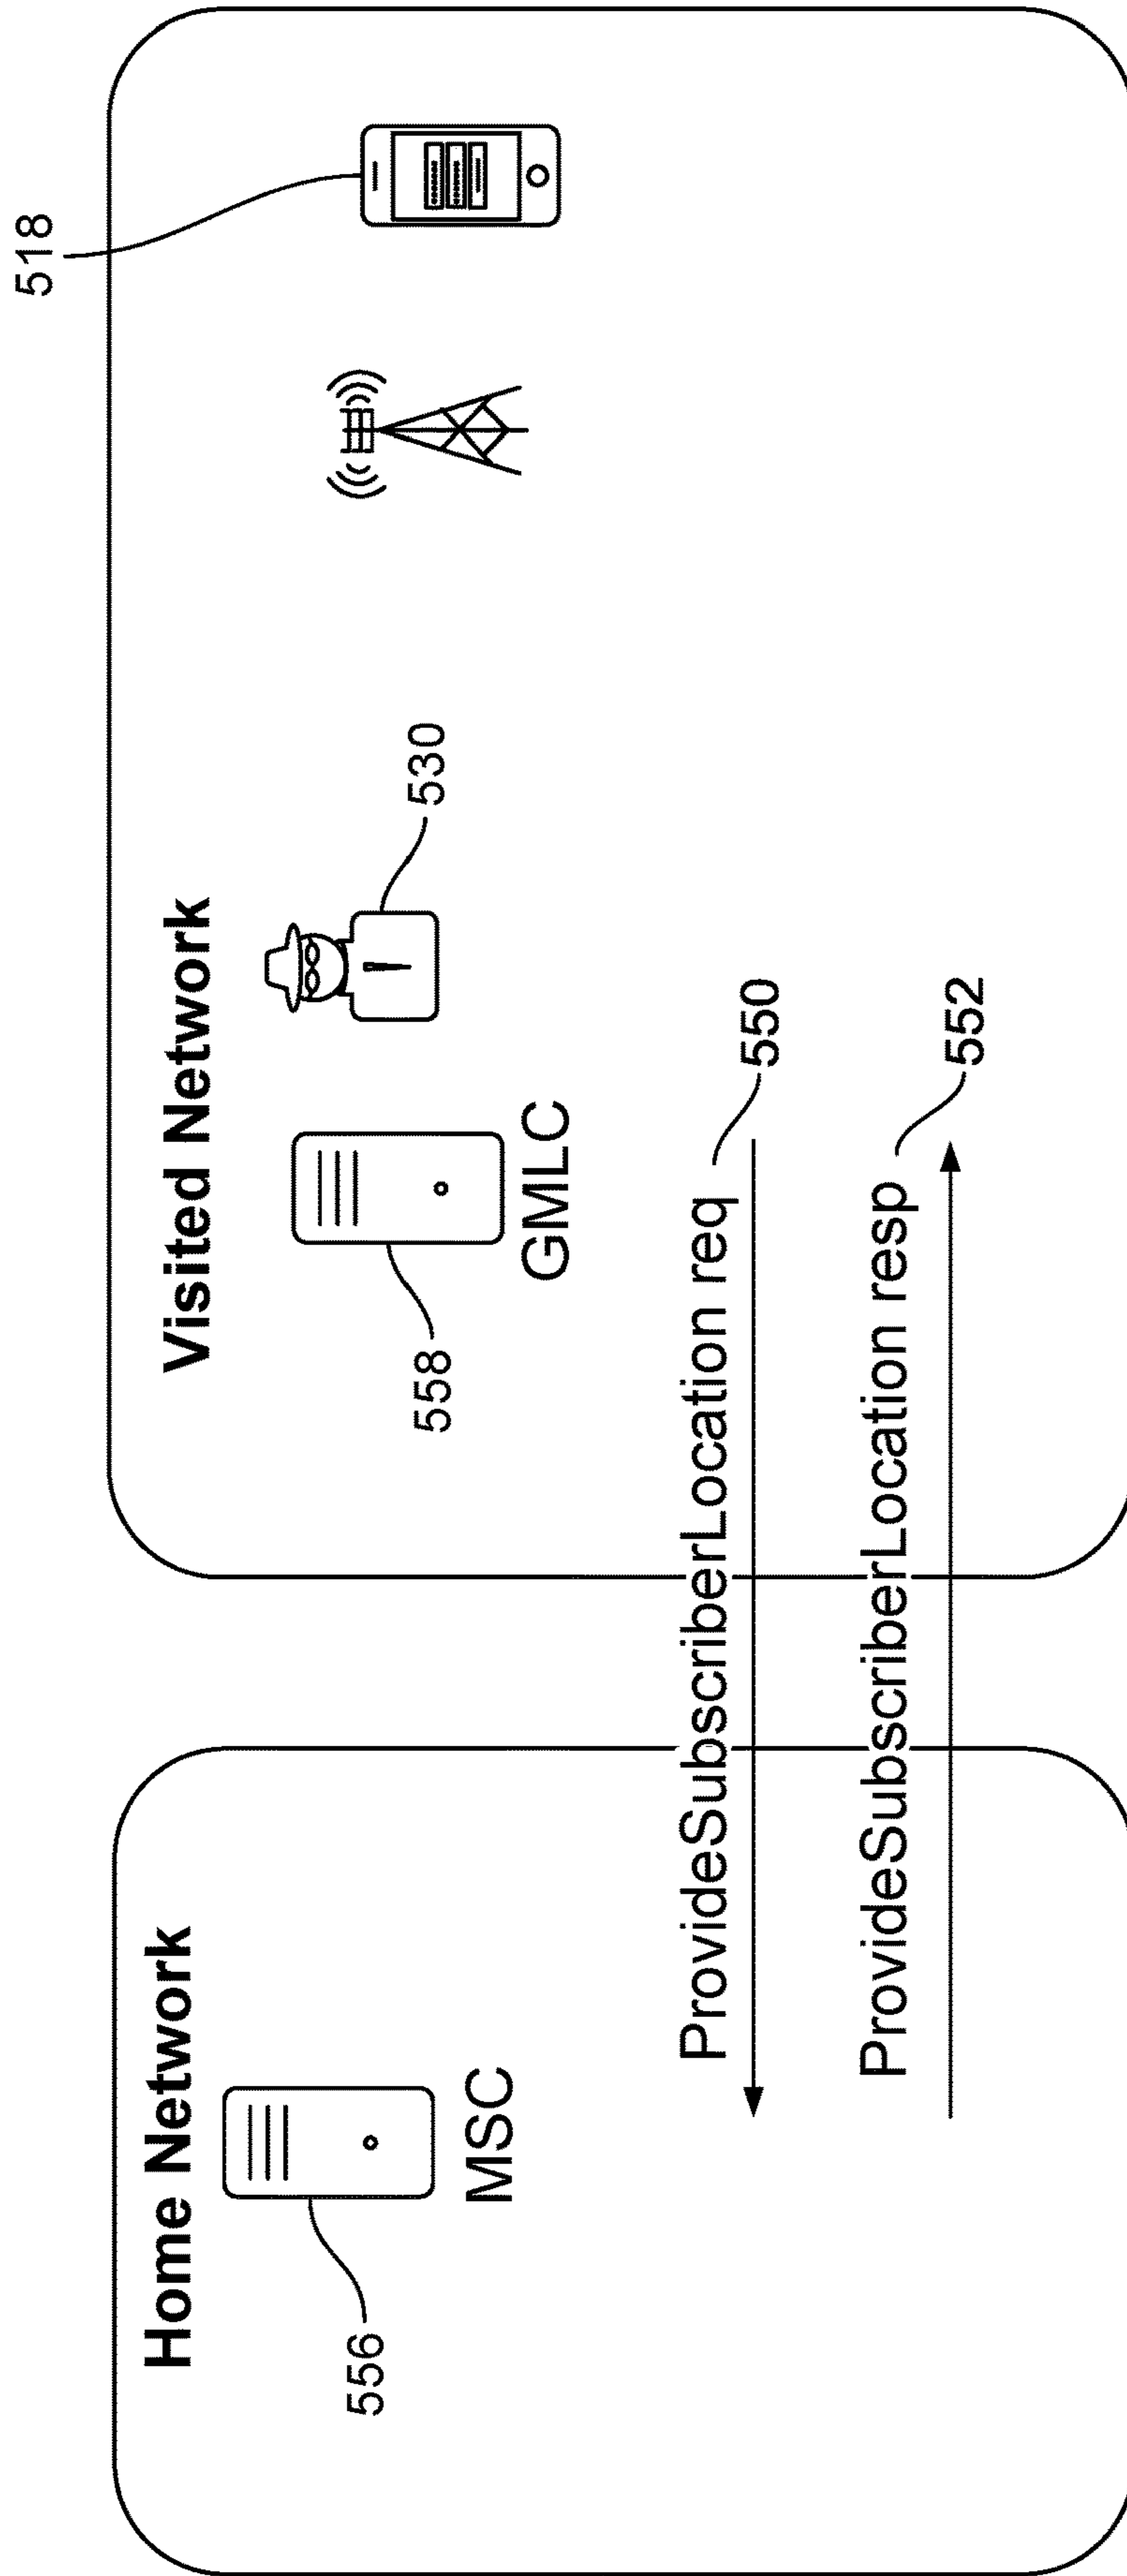 Home Network
556
MSC
Visited Network
558
GMLC
530
518
ProvideSubscriberLocation req
550
ProvideSubscriberLocation resp
552